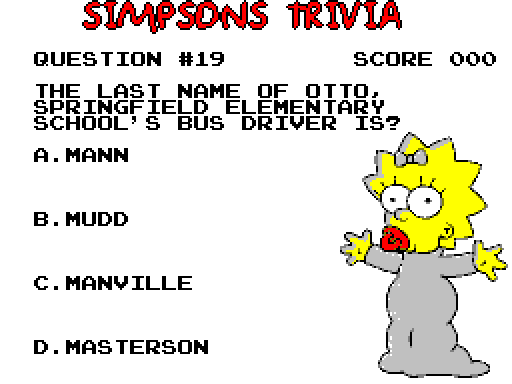 SIMPSONS TRIVIA
QUESTION #19 SCORE 000
THE LAST NAME OF OTTO,
SPRINGFIELD ELEMENTARY
SCHOOL'S BUS DRIVER IS?
A.MANN
B.MUDD
C.MANVILLE
D.MASTERSON